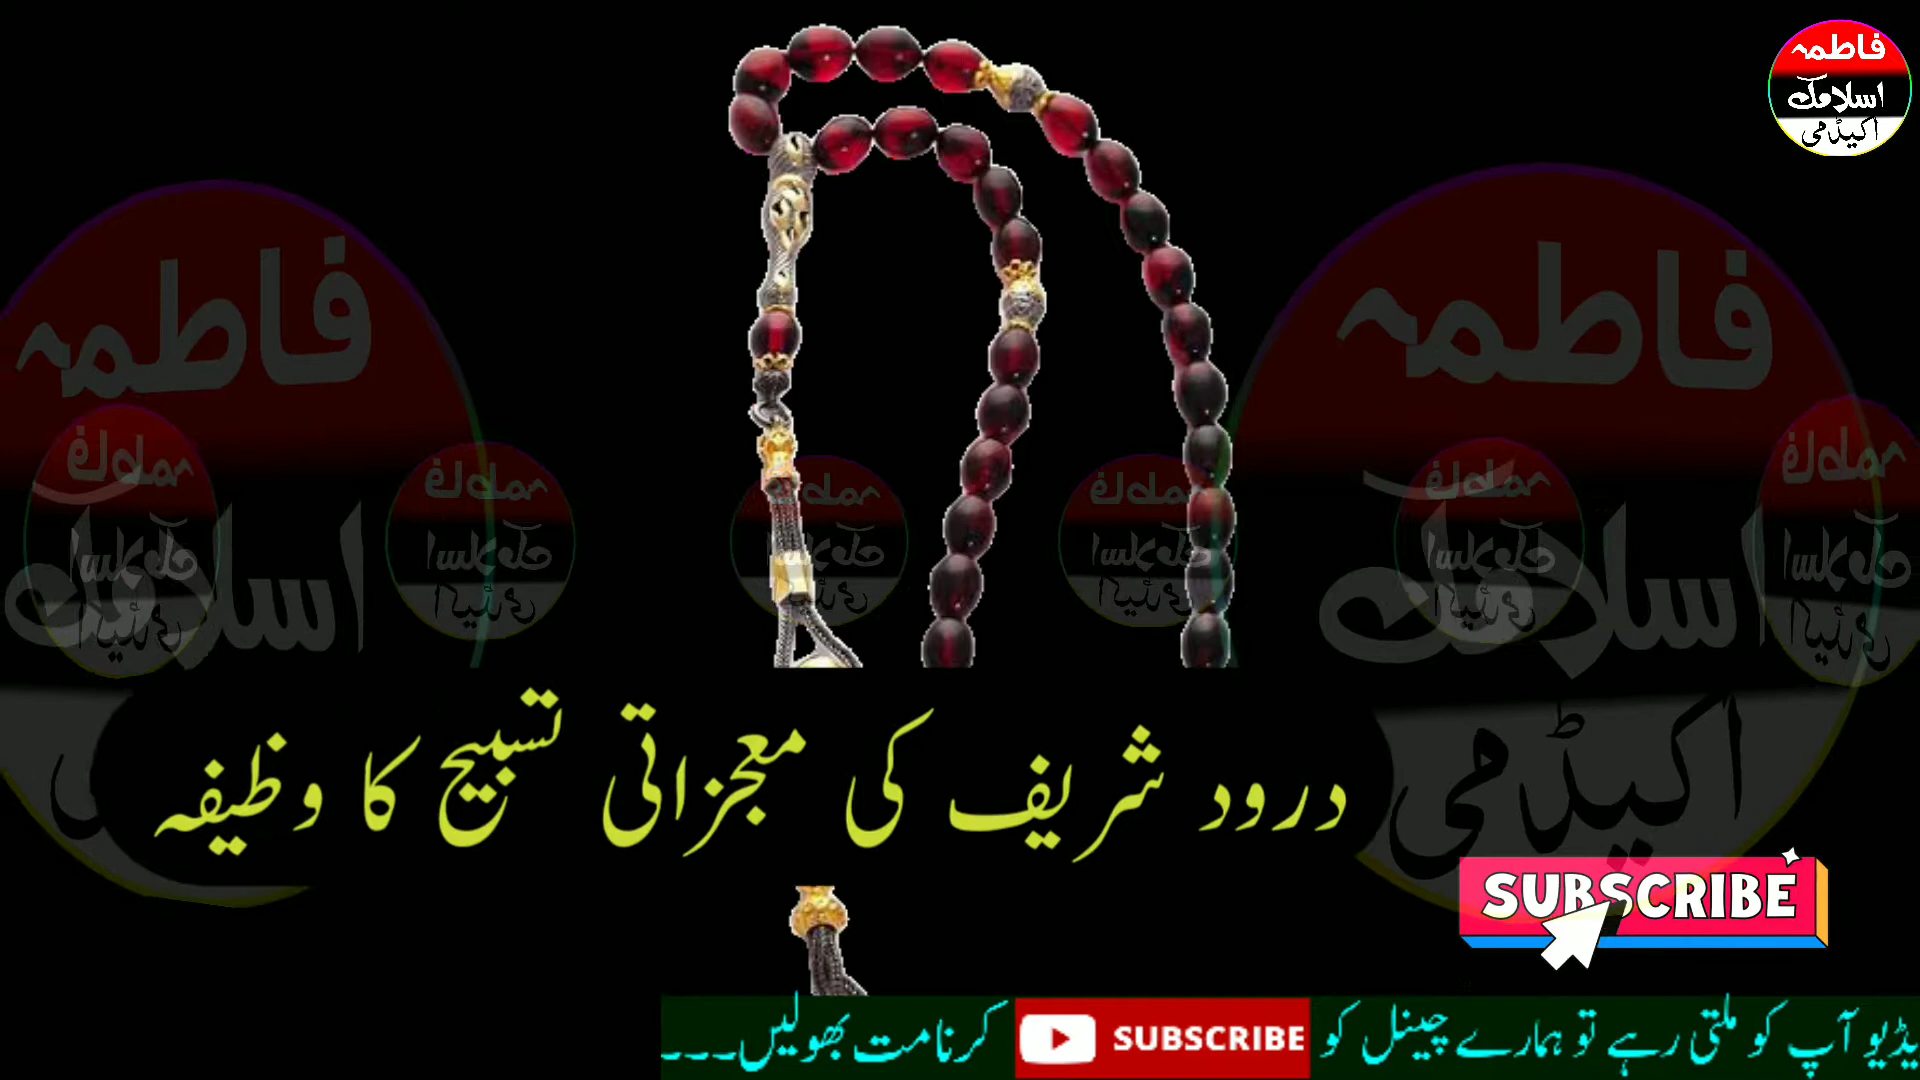 فاطمہ
اسلامک
اکیڈمی
درود شریف کی معجزاتی تسبیح کا وظیفہ
SUBSCRIBE
آپ کو ملتی رہے تو ہمارے چینل کو SUBSCRIBE کرنا مت بھولیں۔۔۔